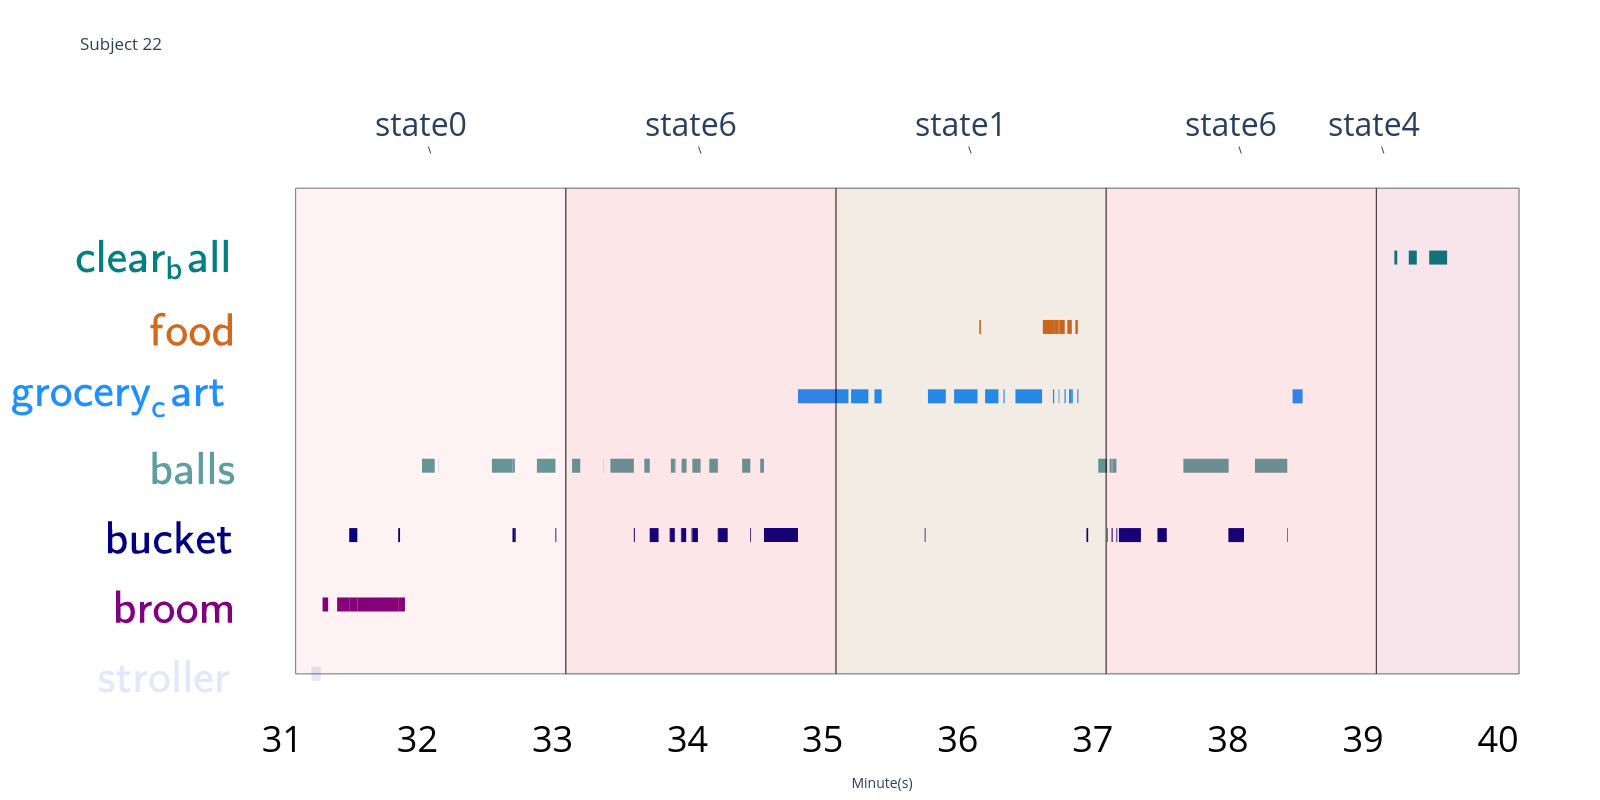 Subject 22
state0 state6 state1 state6 state4
clear_ball
food
grocery_cart
balls
bucket
broom
stroller
31 32 33 34 35 36 37 38 39 40
Minute(s)